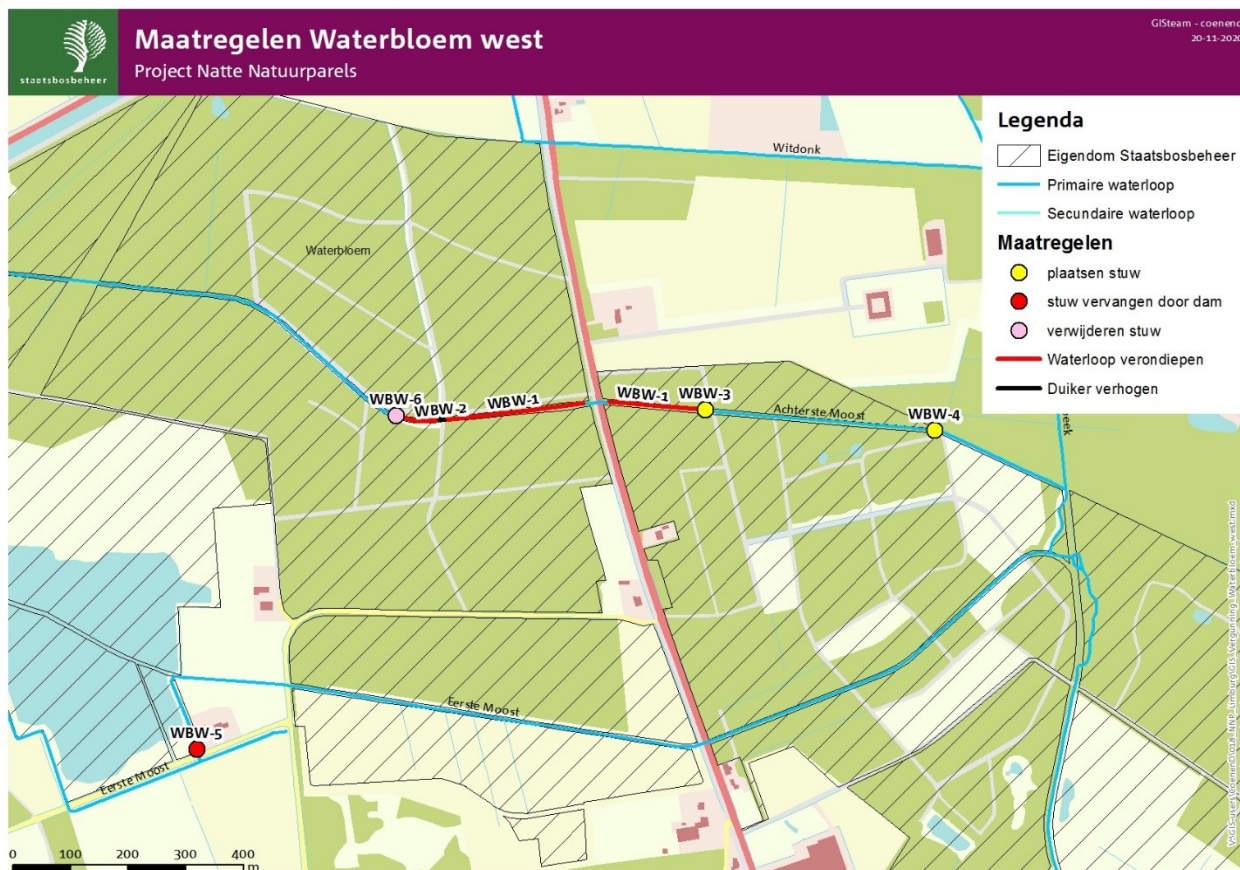 staatsbosbeheer
Maatregelen Waterbloem west
Project Natte Natuurparels
GISteam - coenend
20-11-2020
Legenda
Eigendom Staatsbosbeheer
Primaire waterloop
Secundaire waterloop
Maatregelen
plaatsen stuw
stuw vervangen door dam
verwijderen stuw
Waterloop verondiepen
Duiker verhogen
Witdonk
Waterbloem
WBW-6
WBW-2
WBW-1
WBW-1
WBW-3
Achterste Moost
WBW-4
eek
Eerste Moost
WBW-5
Eerste Moost
0 100 200 300 400
m